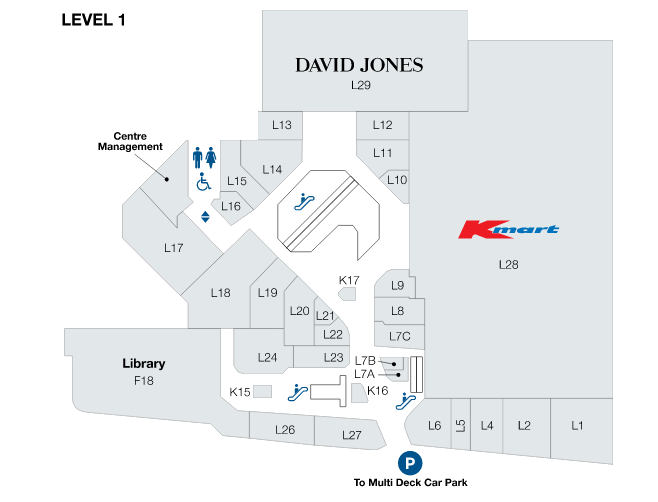 LEVEL 1
DAVID JONES
L29
L13
L12
Centre
Management
L11
L14
L15
L10
L16
Kmart
L28
L17
K17
L9
L18
L19
L20
L21
L8
L22
L7C
Library
F18
L24
L23
L7B
L7A
K15
K16
L26
L27
L6
L5
L4
L2
L1
P
To Multi Deck Car Park